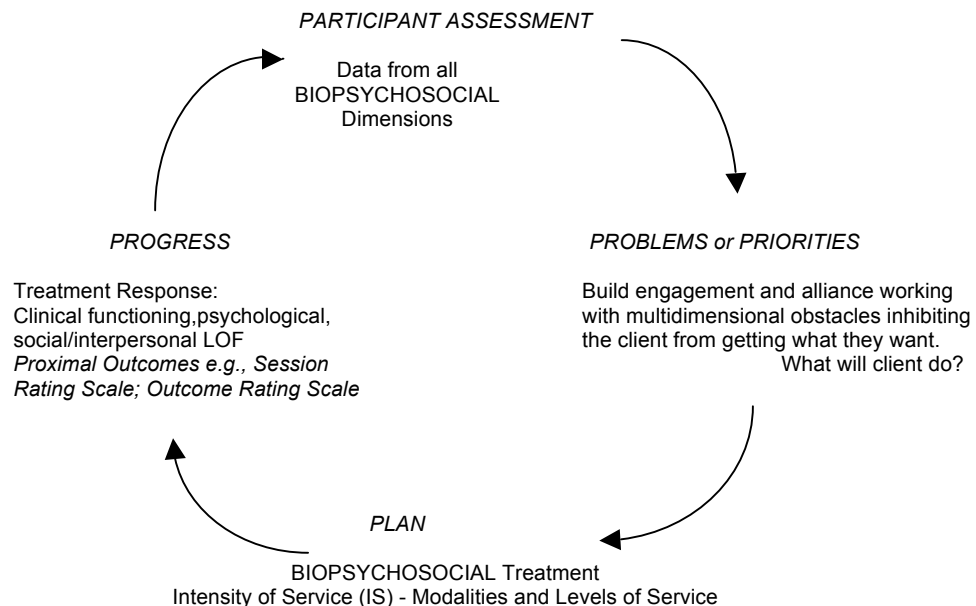 PARTICIPANT ASSESSMENT
Data from all
BIOPSYCHOSOCIAL
Dimensions
PROGRESS
Treatment Response:
Clinical functioning,psychological,
social/interpersonal LOF
Proximal Outcomes e.g., Session
Rating Scale; Outcome Rating Scale
PROBLEMS or PRIORITIES
Build engagement and alliance working
with multidimensional obstacles inhibiting
the client from getting what they want.
What will client do?
PLAN
BIOPSYCHOSOCIAL Treatment
Intensity of Service (IS) - Modalities and Levels of Service